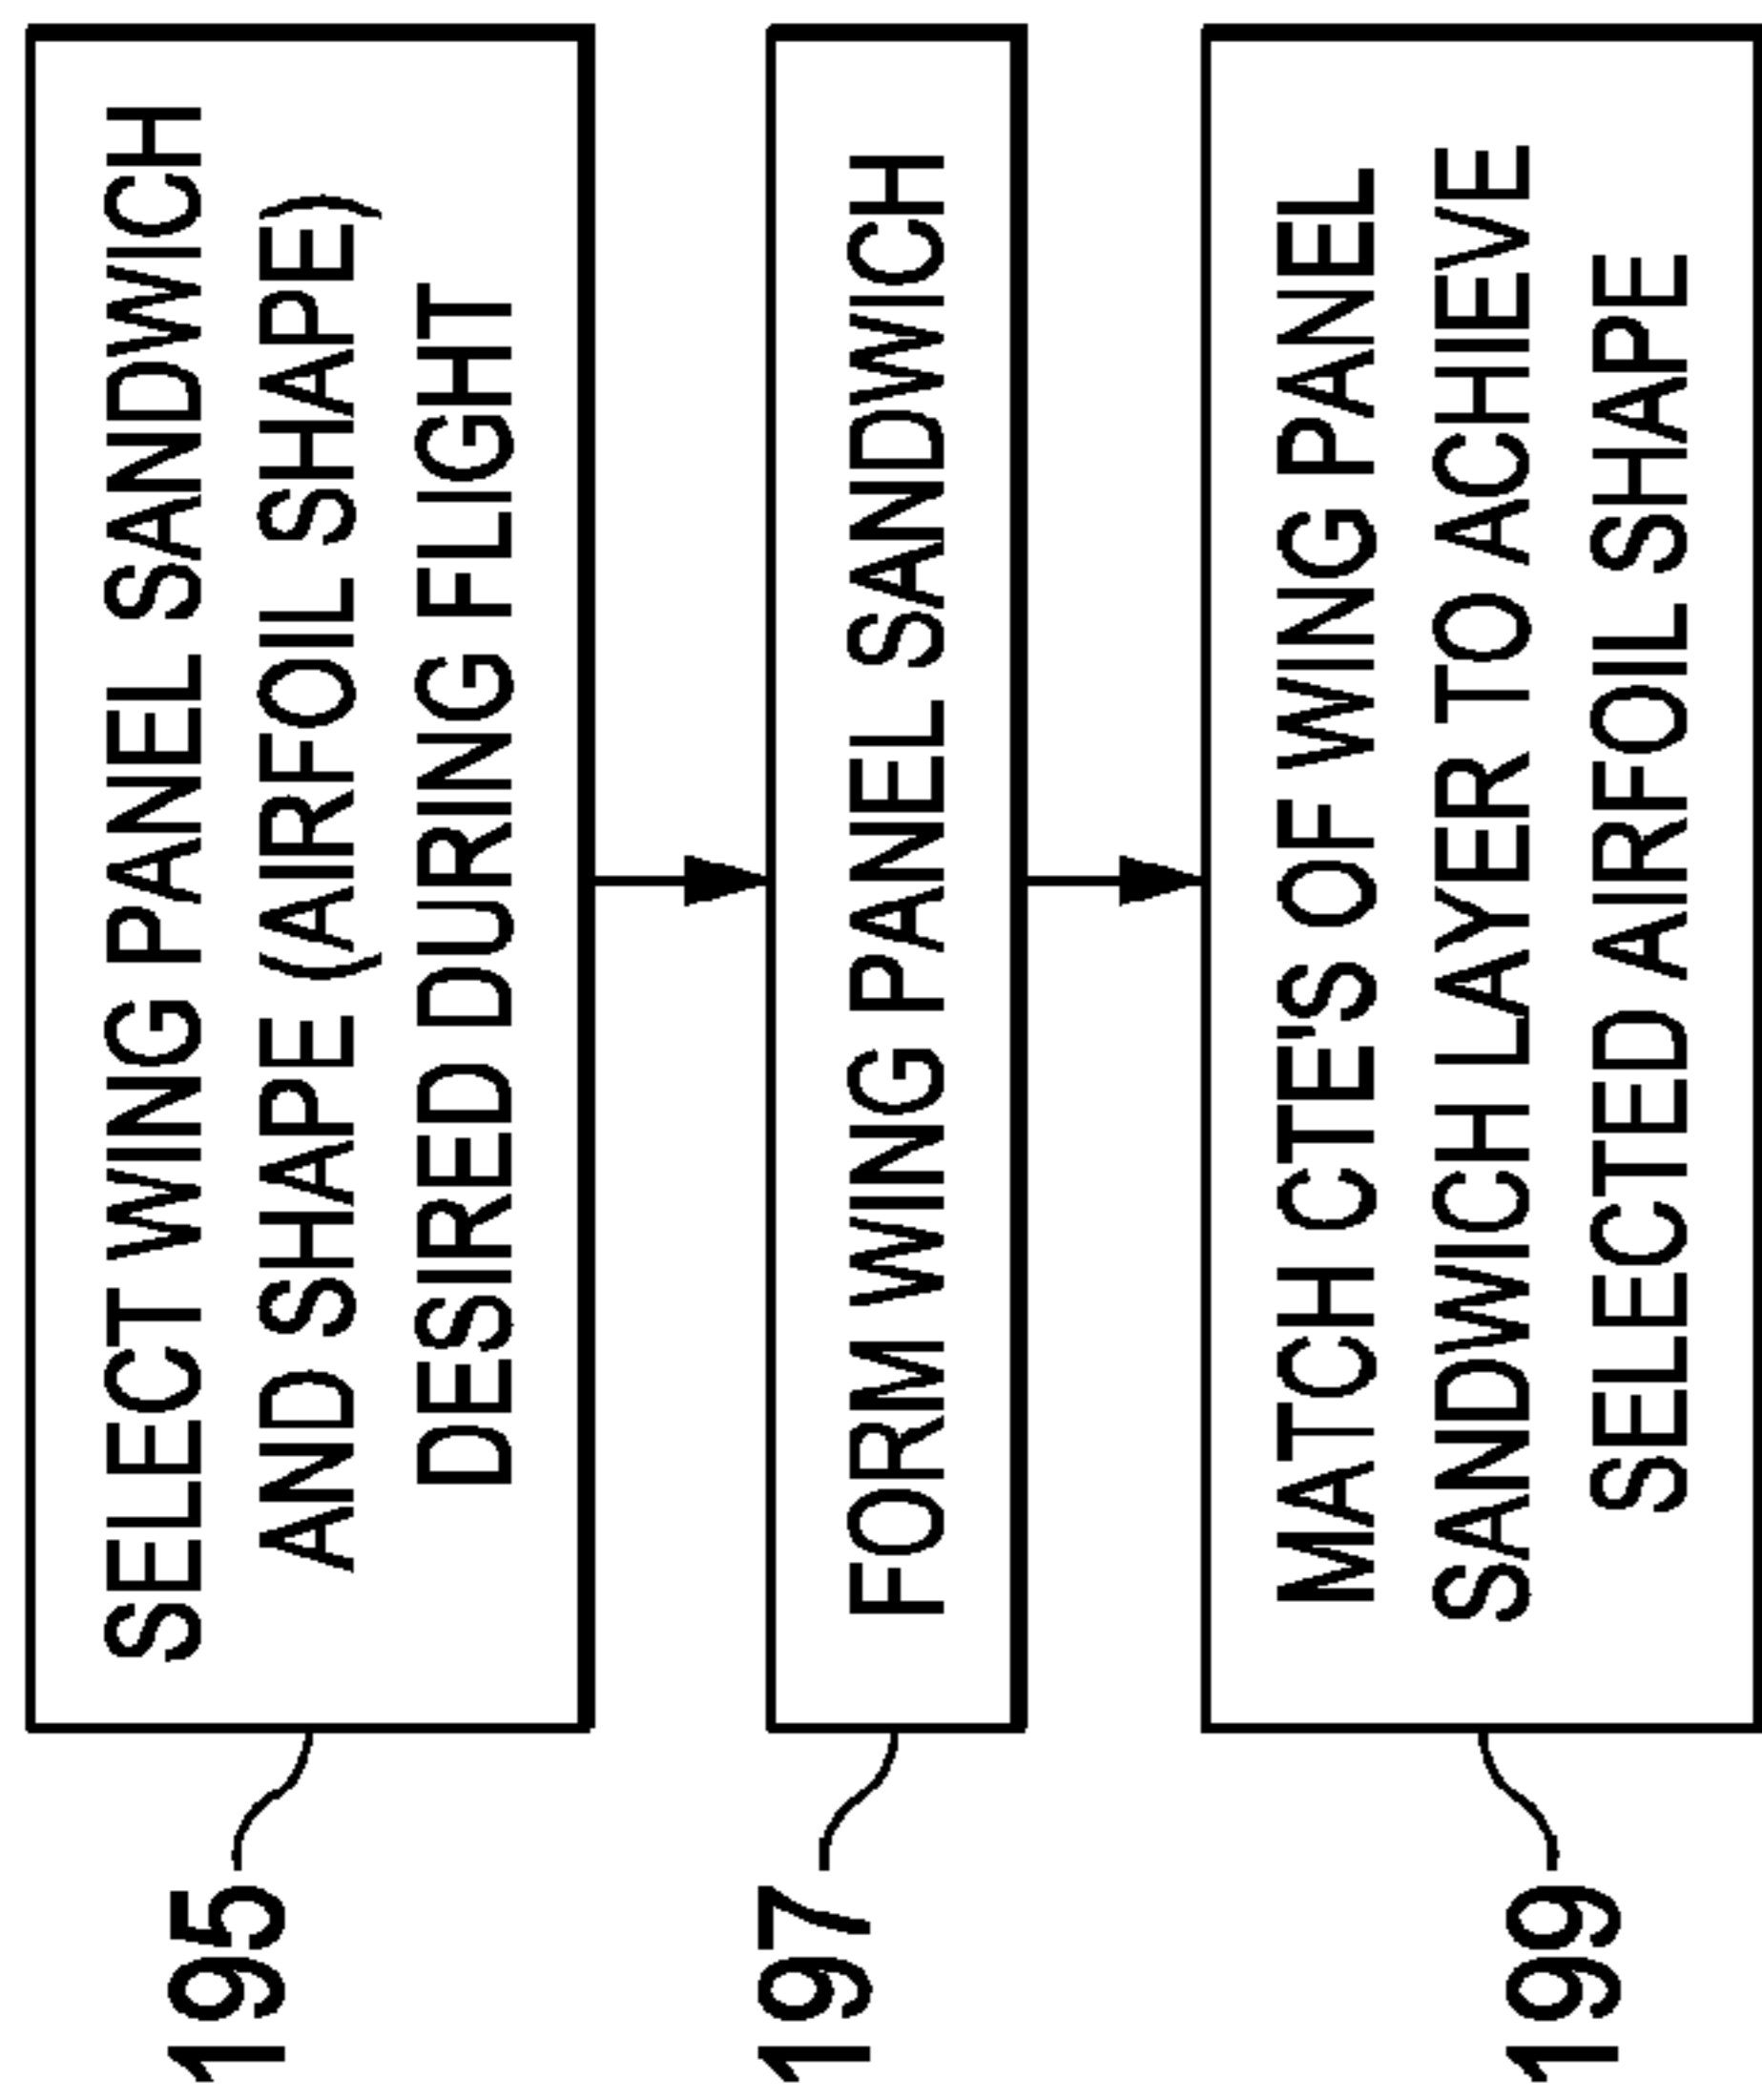 195
SELECT WING PANEL SANDWICH
AND SHAPE (AIRFOIL SHAPE)
DESIRED DURING FLIGHT
197
FORM WING PANEL SANDWICH
199
MATCH CTE'S OF WING PANEL
SANDWICH LAYER TO ACHIEVE
SELECTED AIRFOIL SHAPE